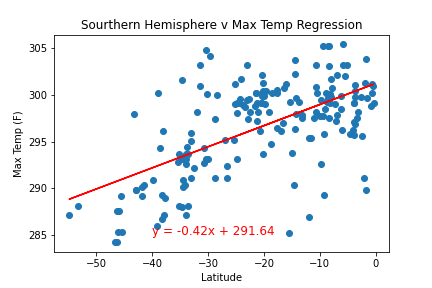 Sourthern Hemisphere v Max Temp Regression
305
300
295
290
285
Max Temp (F)
y = -0.42x + 291.64
−50
−40
−30
−20
−10
0
Latitude